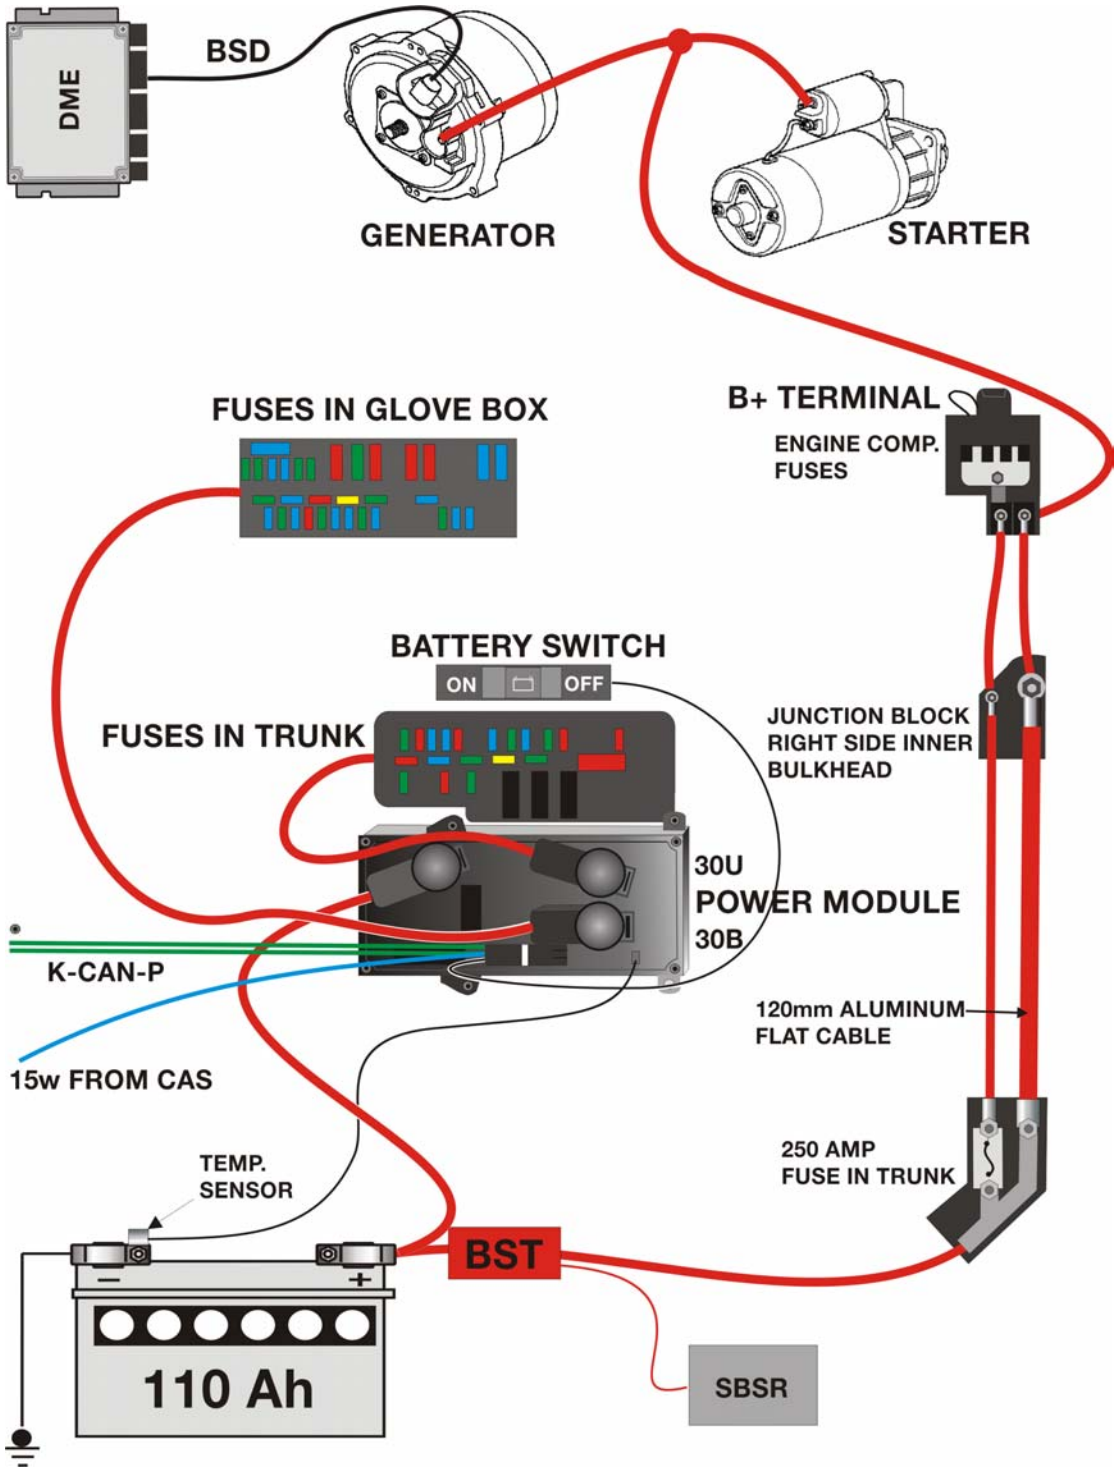 DME
BSD
GENERATOR
STARTER
FUSES IN GLOVE BOX
B+ TERMINAL
ENGINE COMP.
FUSES
BATTERY SWITCH
ON
OFF
FUSES IN TRUNK
JUNCTION BLOCK
RIGHT SIDE INNER
BULKHEAD
30U
POWER MODULE
30B
K-CAN-P
15w FROM CAS
120mm ALUMINUM
FLAT CABLE
TEMP.
SENSOR
250 AMP
FUSE IN TRUNK
BST
– +
110 Ah
SBSR